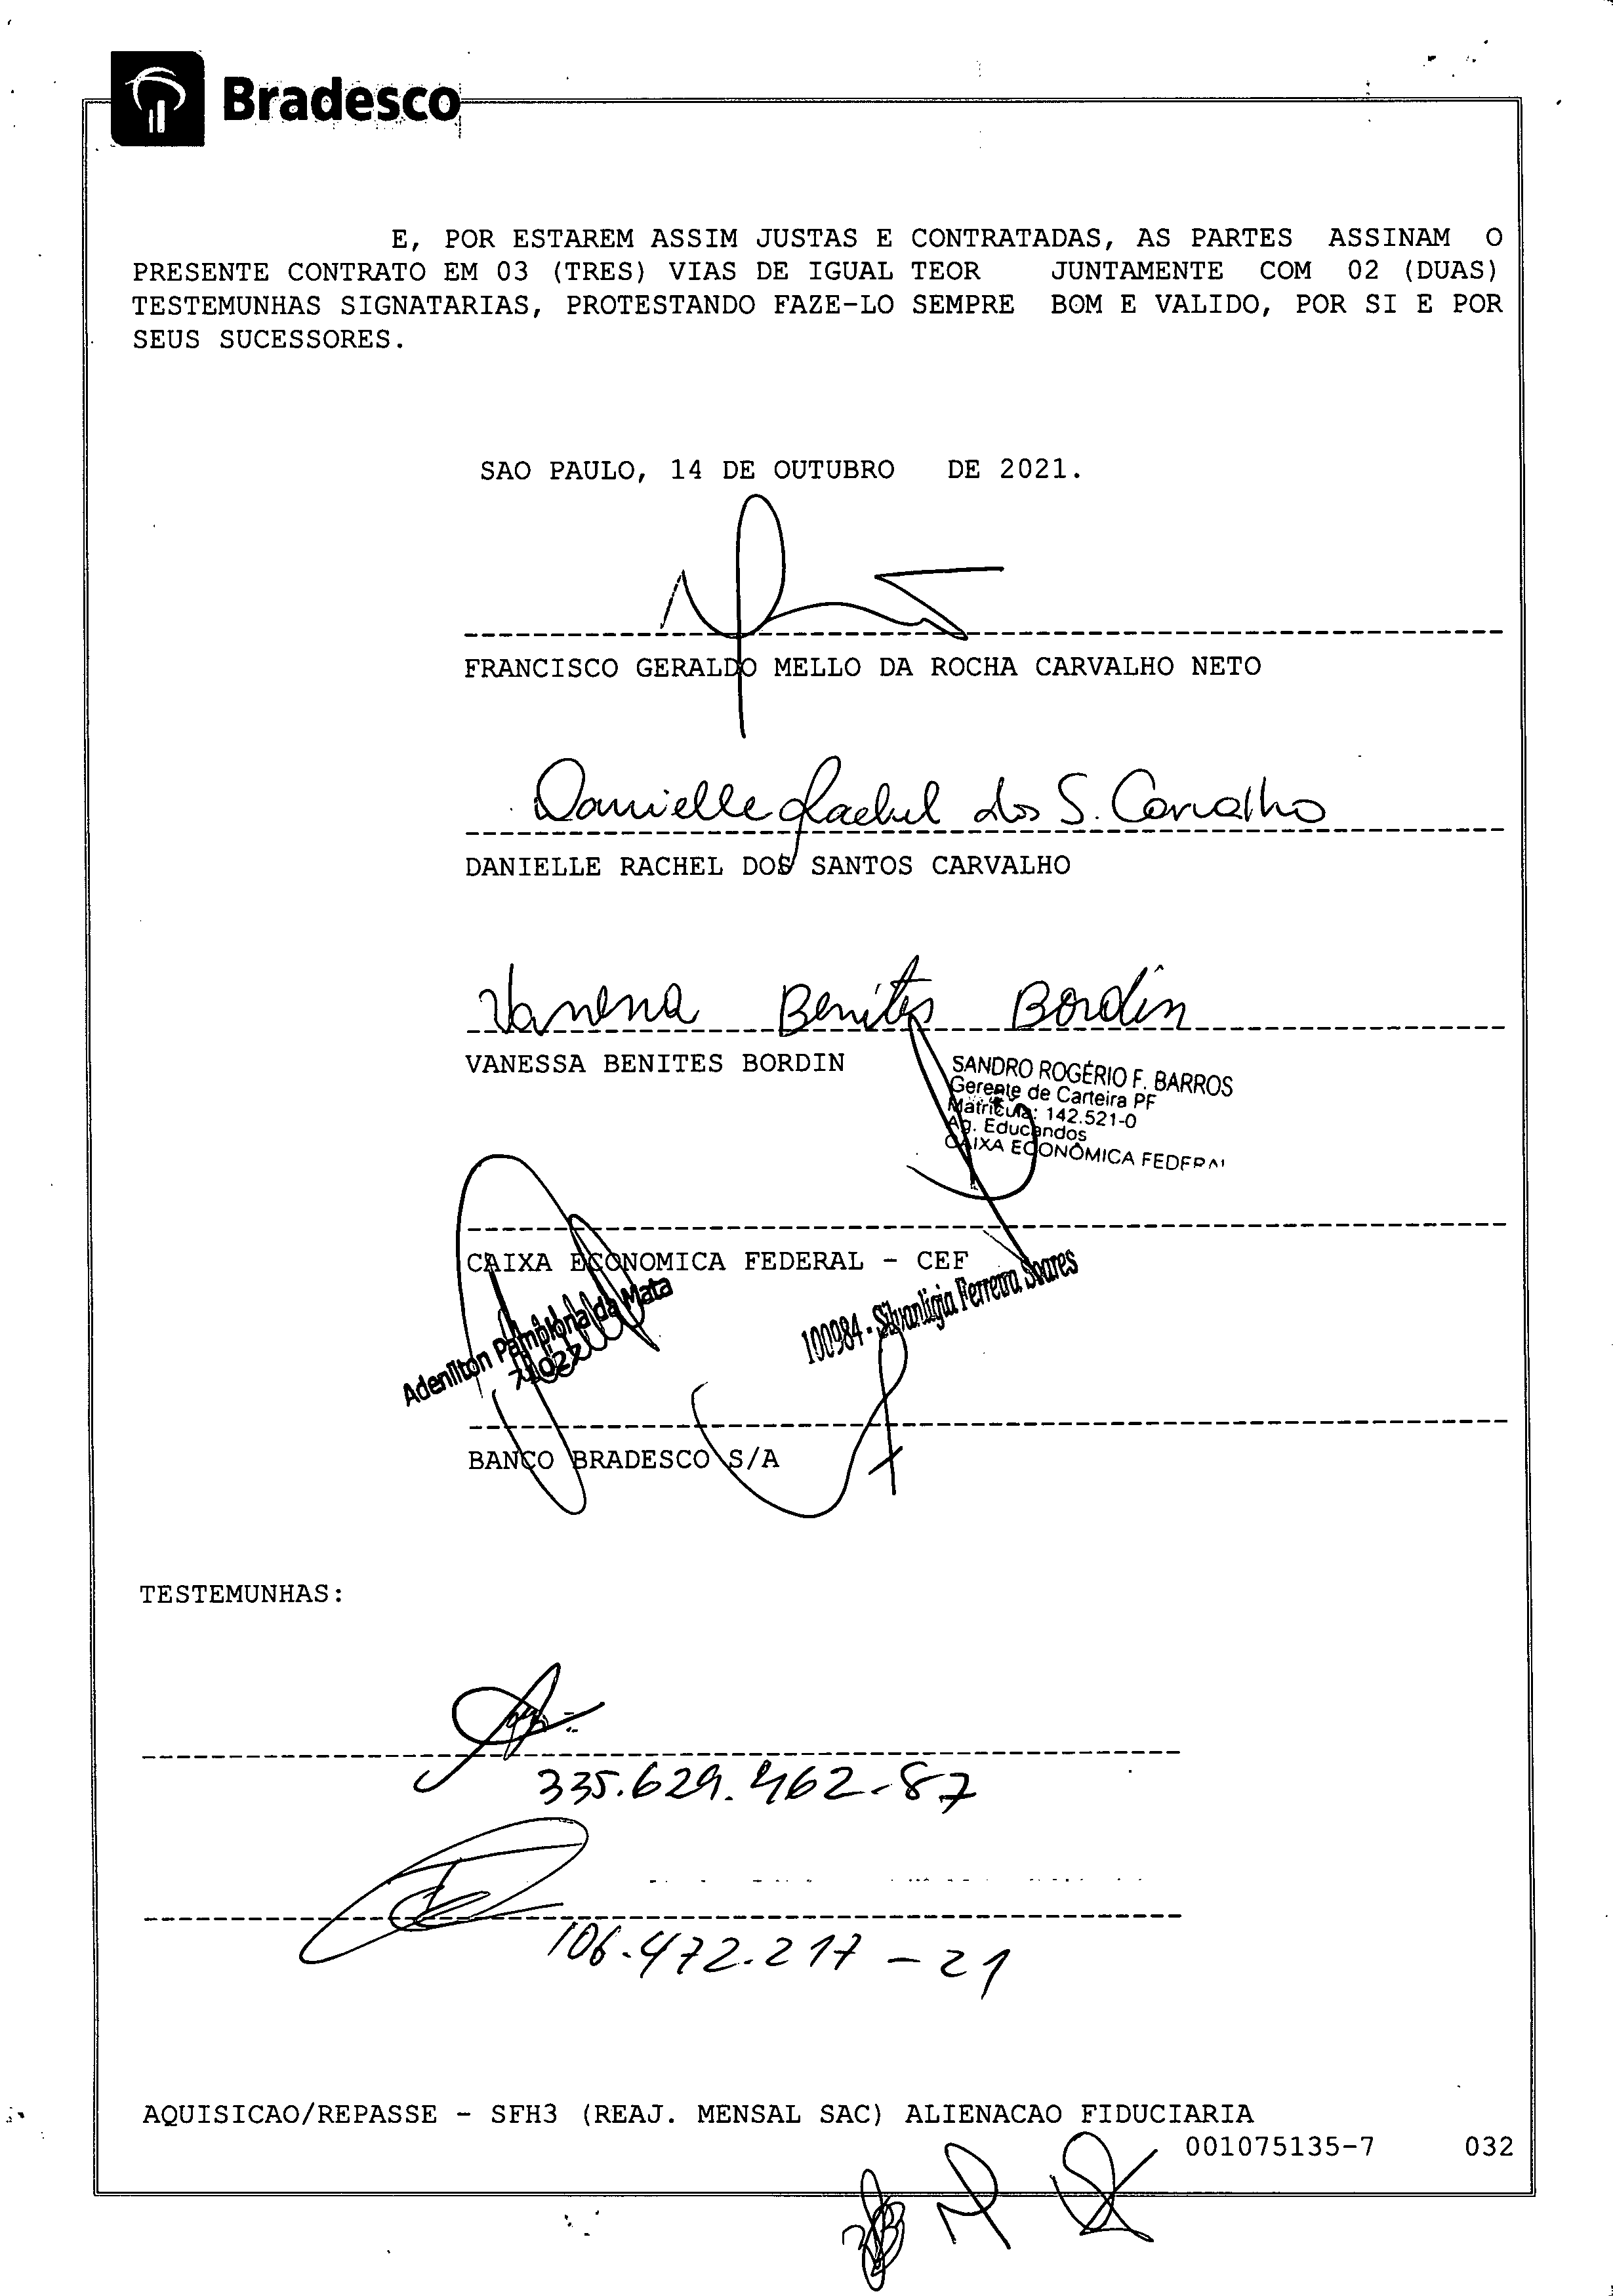 Bradesco
E, POR ESTAREM ASSIM JUSTAS E CONTRATADAS, AS PARTES ASSINAM O
PRESENTE CONTRATO EM 03 (TRES) VIAS DE IGUAL TEOR JUNTAMENTE COM 02 (DUAS)
TESTEMUNHAS SIGNATARIAS, PROTESTANDO FAZE-LO SEMPRE BOM E VALIDO, POR SI E POR
SEUS SUCESSORES.
SAO PAULO, 14 DE OUTUBRO DE 2021.
FRANCISCO GERALDO MELLO DA ROCHA CARVALHO NETO
Danielle Rachel dos S. Carvalho
DANIELLE RACHEL DOS SANTOS CARVALHO
Vanessa Benites Bordin
VANESSA BENITES BORDIN
SANDRO ROGÉRIO F. BARROS
Gerente de Carteira PF
Matrícula: 142.521-0
Ag. Educandos
CAIXA ECONÔMICA FEDERAL
CAIXA ECONOMICA FEDERAL - CEF
Adenilton Pamplona da Mata
71027
100984 - Silvanligia Ferreira Soares
BANCO BRADESCO S/A
TESTEMUNHAS:
335.629.462-87
106.472.217-21
AQUISICAO/REPASSE - SFH3 (REAJ. MENSAL SAC) ALIENACAO FIDUCIARIA
001075135-7 032